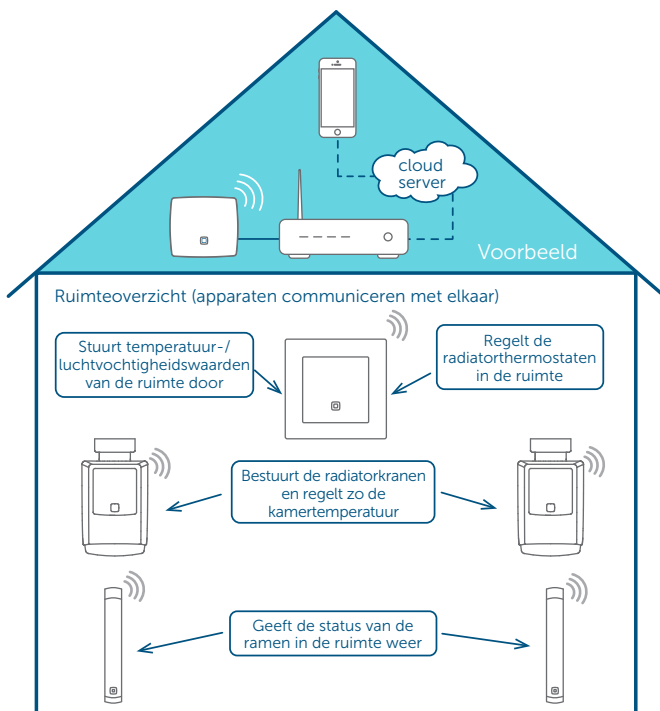 cloud
server
Voorbeeld
Ruimteoverzicht (apparaten communiceren met elkaar)
Stuurt temperatuur-/
luchtvochtigheidswaarden
van de ruimte door
Regelt de
radiatorthermostaten
in de ruimte
Bestuurt de radiatorkranen
en regelt zo de
kamertemperatuur
Geeft de status van de
ramen in de ruimte weer